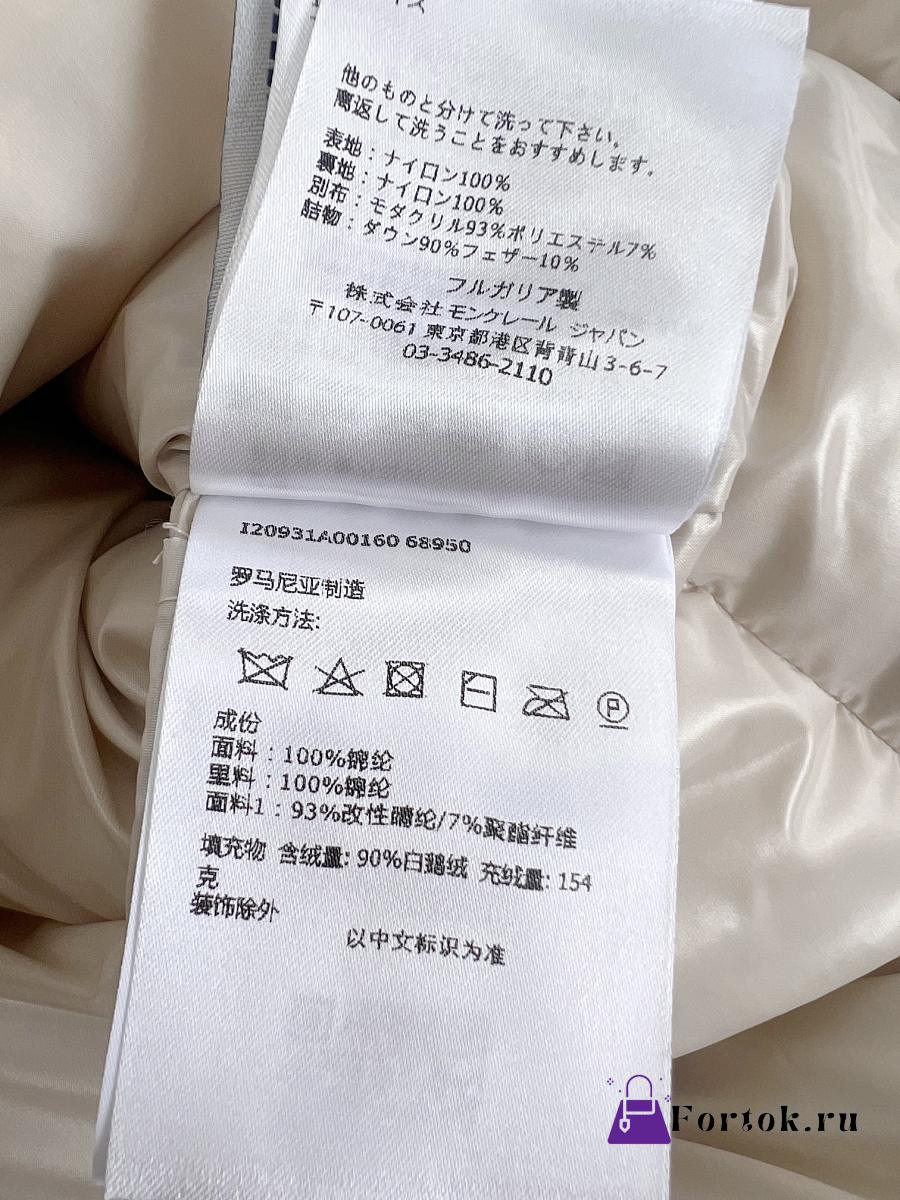 イズ
他のものと分けて洗って下さい。
裏返して洗うことをおすすめします。
表地：ナイロン100%
裏地：ナイロン100%
別布：モダクリル93%ポリエステル7%
詰物：ダウン90%フェザー10%
フルガリア製
株式会社モンクレール ジャパン
〒107-0061 東京都港区背背山3-6-7
03-3486-2110
I20931A00160 68950
罗马尼亚制造
洗涤方法:
P
成份
面料：100%锦纶
里料：100%锦纶
面料1：93%改性腈纶/7%聚酯纤维
填充物 含绒量: 90%白鹅绒 充绒量: 154
克
装饰除外
以中文标识为准
Fortok.ru